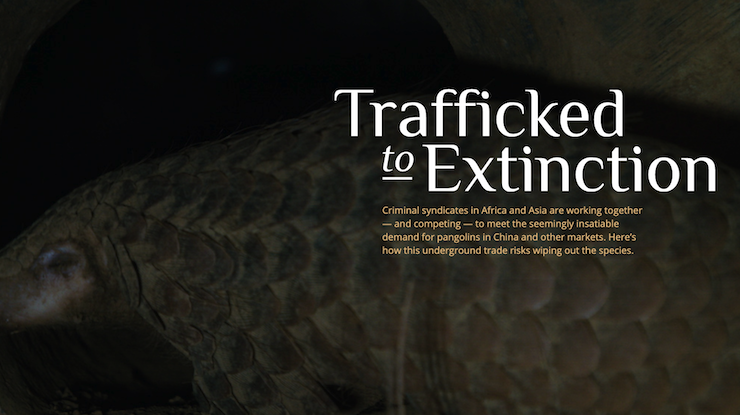 Trafficked
to Extinction
Criminal syndicates in Africa and Asia are working together
— and competing — to meet the seemingly insatiable
demand for pangolins in China and other markets. Here's
how this underground trade risks wiping out the species.